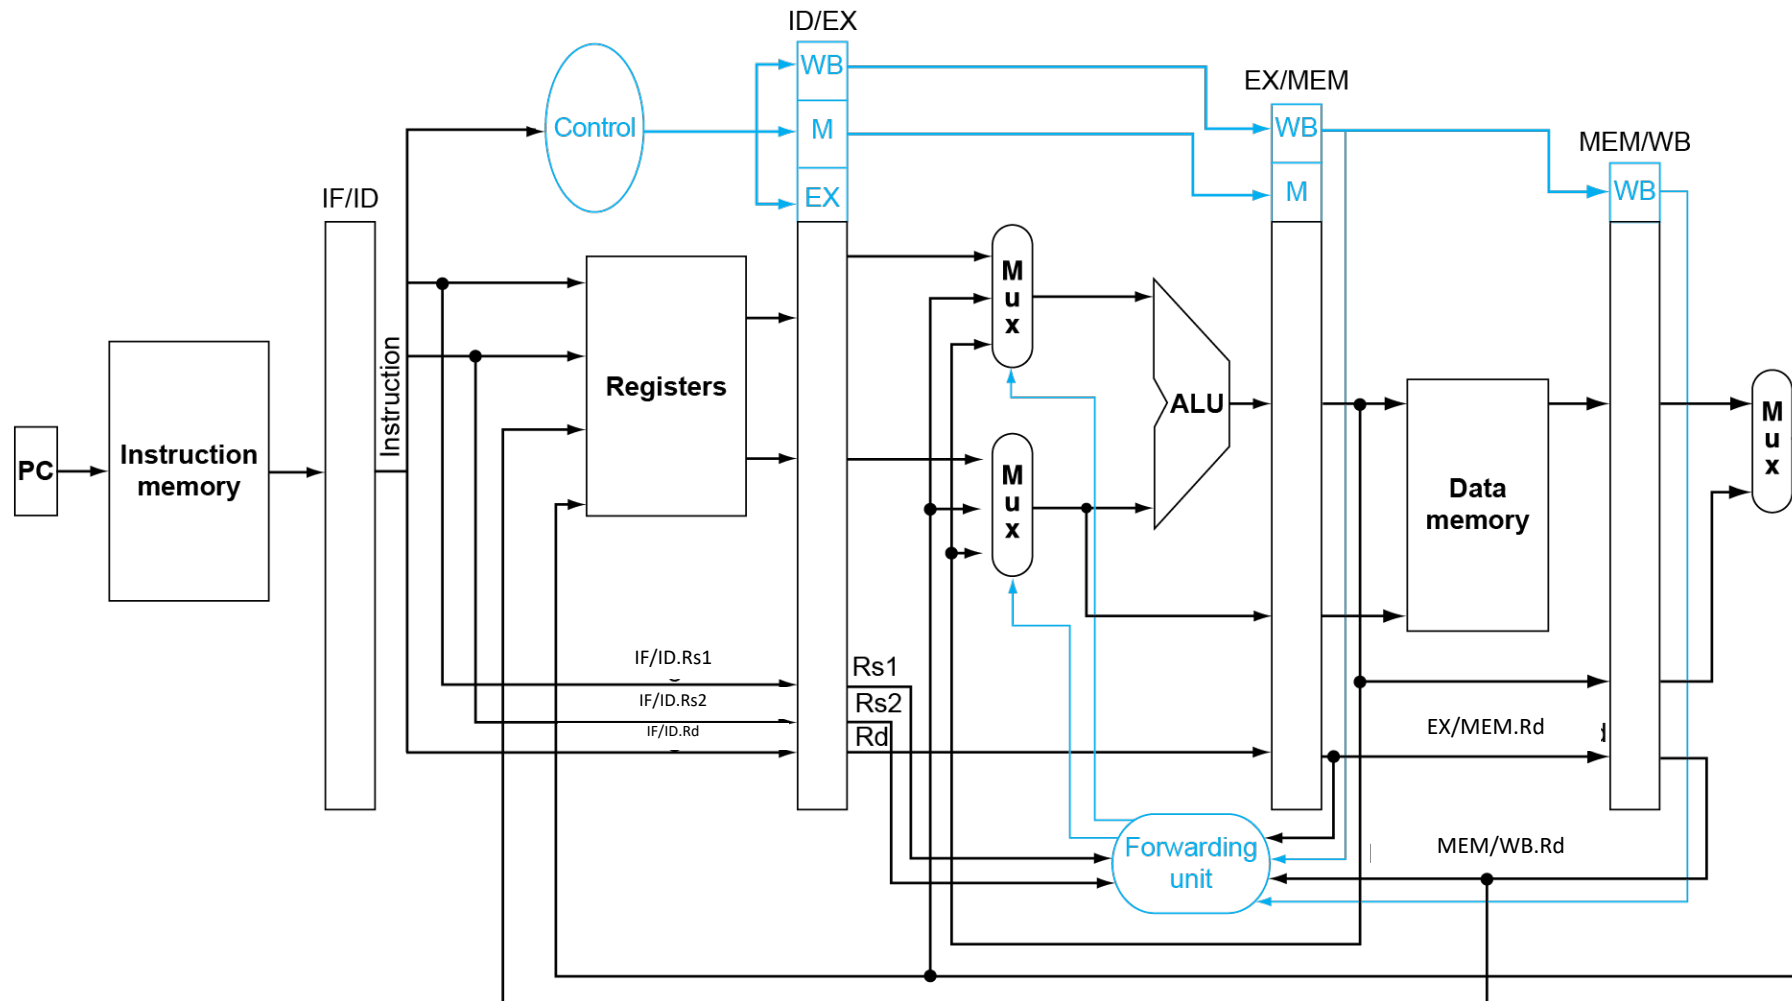 ID/EX
WB
Control
M
EX
EX/MEM
WB
M
MEM/WB
WB
IF/ID
Instruction
PC
Instruction
memory
Registers
M
u
x
M
u
x
ALU
Data
memory
M
u
x
IF/ID.Rs1
IF/ID.Rs2
IF/ID.Rd
Rs1
Rs2
Rd
EX/MEM.Rd
Forwarding
unit
MEM/WB.Rd